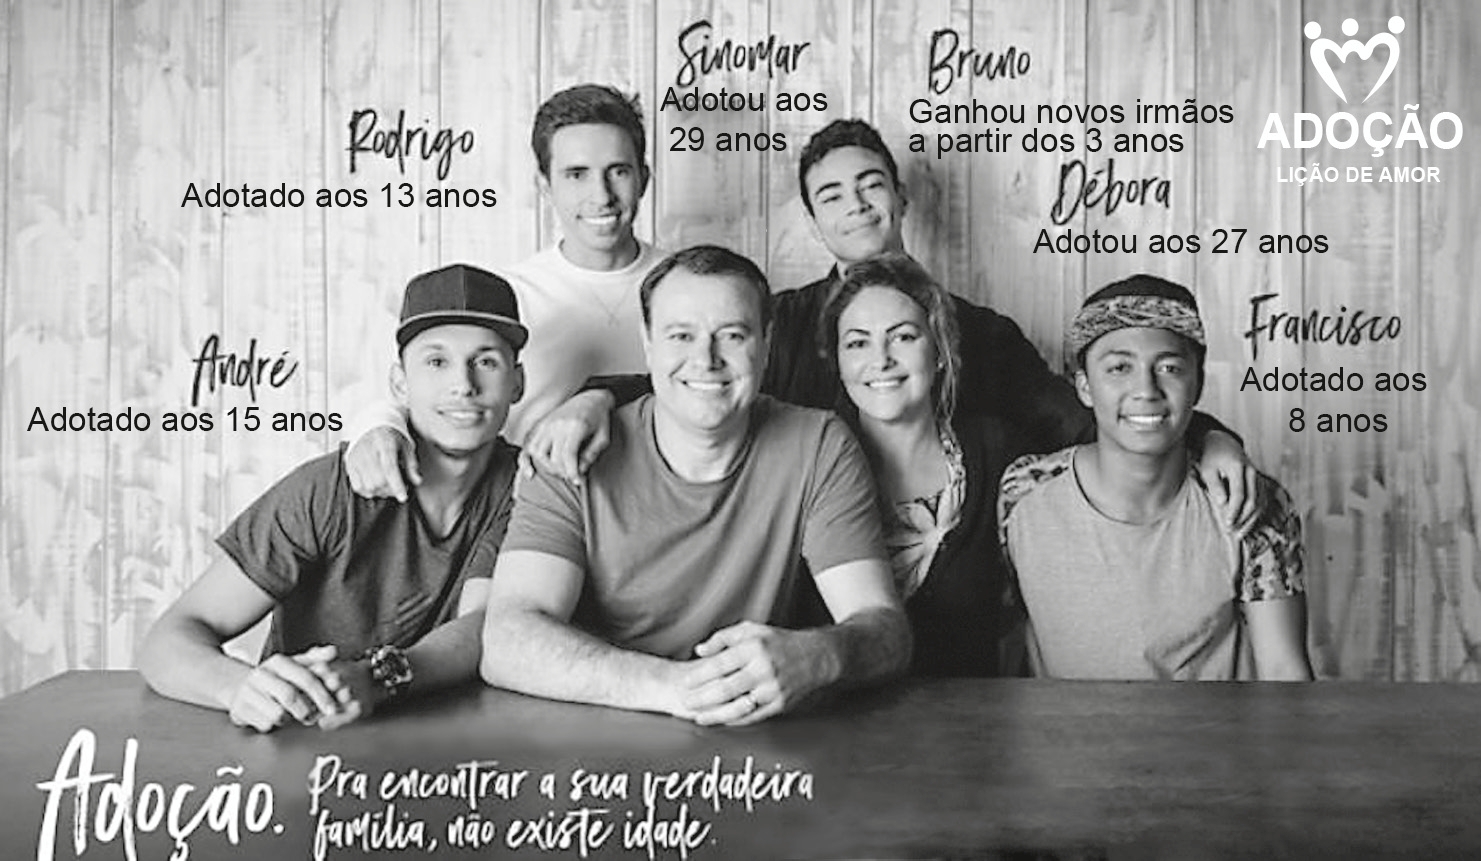 Sinomar
Adotou aos
29 anos
Bruno
Ganhou novos irmãos
a partir dos 3 anos
ADOÇÃO
LIÇÃO DE AMOR
Rodrigo
Adotado aos 13 anos
Débora
Adotou aos 27 anos
André
Adotado aos 15 anos
Francisco
Adotado aos
8 anos
Adoção.
Pra encontrar a sua verdadeira
família, não existe idade.